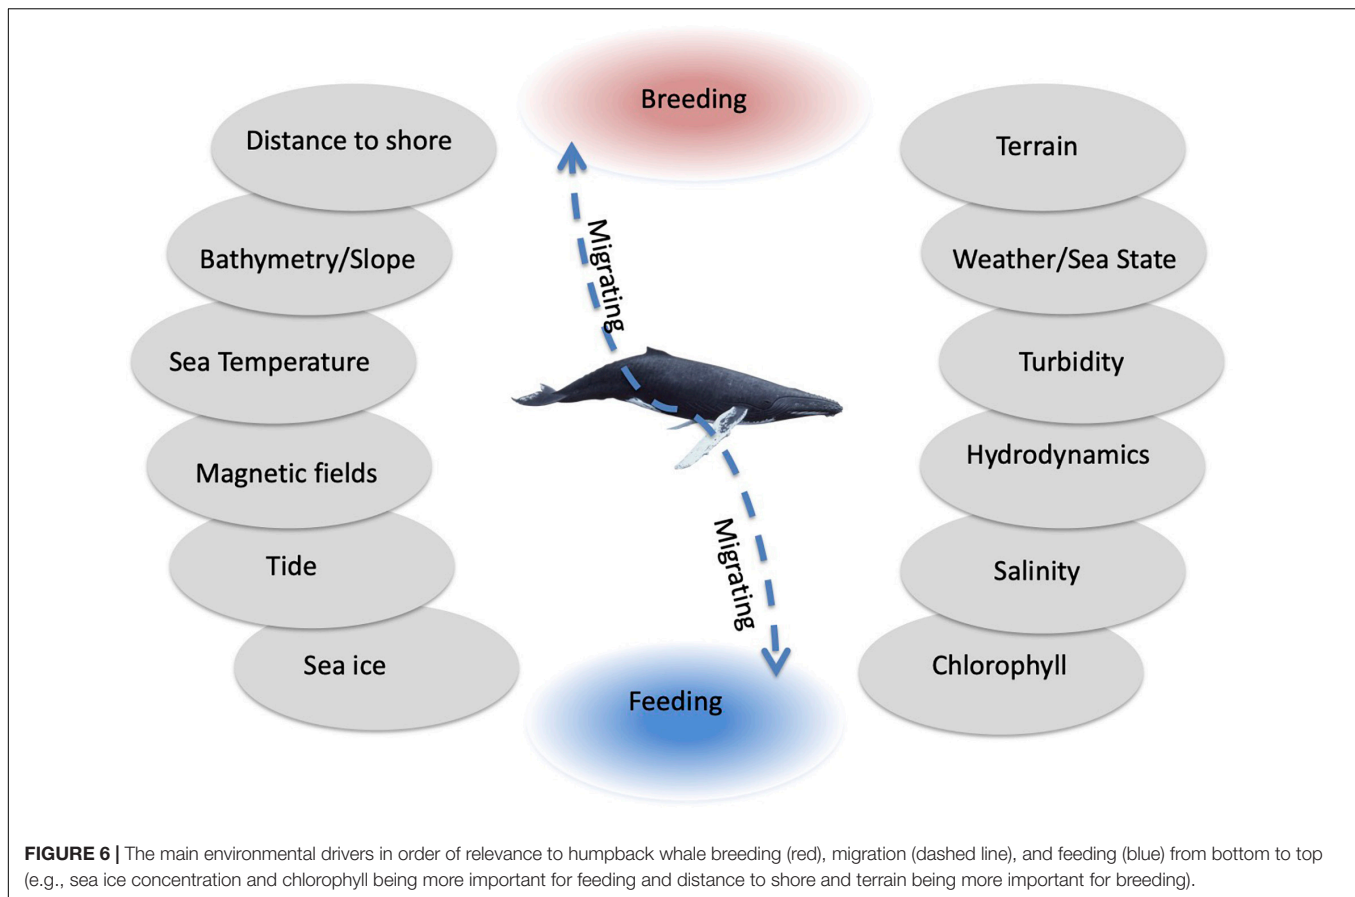 Breeding
Distance to shore
Terrain
Bathymetry/Slope
Weather/Sea State
Migrating
Sea Temperature
Turbidity
Magnetic fields
Hydrodynamics
Migrating
Tide
Salinity
Sea ice
Chlorophyll
Feeding
FIGURE 6 | The main environmental drivers in order of relevance to humpback whale breeding (red), migration (dashed line), and feeding (blue) from bottom to top
(e.g., sea ice concentration and chlorophyll being more important for feeding and distance to shore and terrain being more important for breeding).